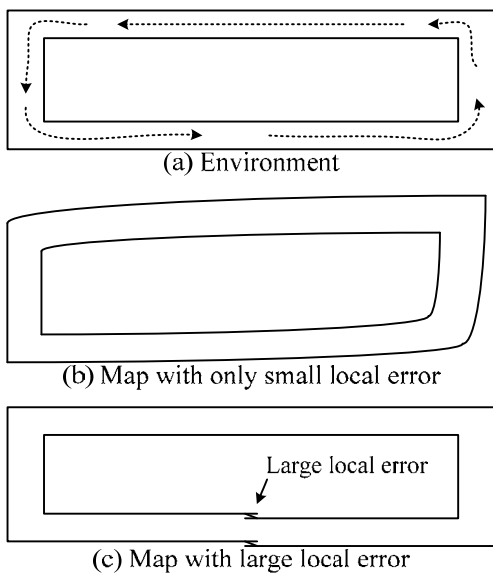 (a) Environment
(b) Map with only small local error
Large local error
(c) Map with large local error